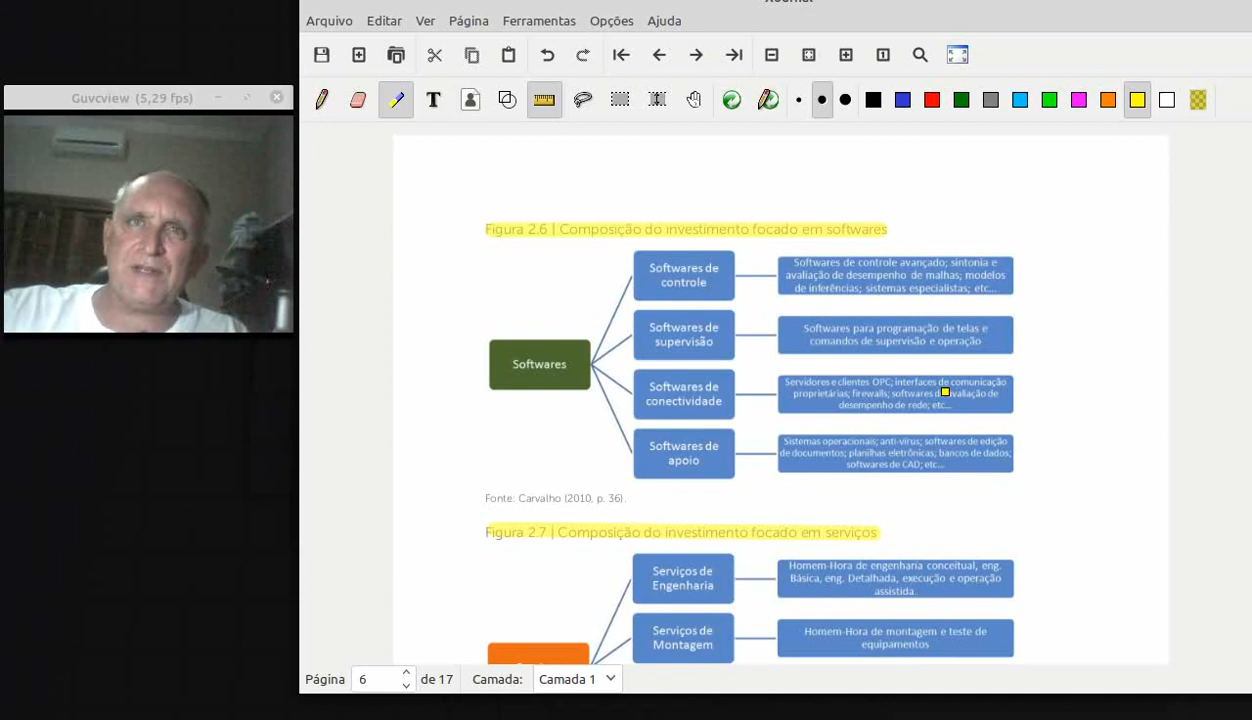 Arquivo Editar Ver Página Ferramentas Opções Ajuda
Guvcview (5,29 fps)
Figura 2.6 | Composição do investimento focado em softwares
Softwares
Softwares de
controle
Softwares de controle avançado; sintonia e
avaliação de desempenho de malhas; modelos
de inferências; sistemas especialistas; etc...
Softwares de
supervisão
Softwares para programação de telas e
comandos de supervisão e operação
Softwares de
conectividade
Servidores e clientes OPC; interfaces de comunicação
proprietárias; firewalls; softwares de avaliação de
desempenho de rede; etc...
Softwares de
apoio
Sistemas operacionais; anti-vírus; softwares de edição
de documentos; planilhas eletrônicas; bancos de dados;
softwares de CAD; etc...
Fonte: Carvalho (2010, p. 36).
Figura 2.7 | Composição do investimento focado em serviços
Serviços de
Engenharia
Homem-Hora de engenharia conceitual, eng.
Básica, eng. Detalhada, execução e operação
assistida.
Serviços de
Montagem
Homem-Hora de montagem e teste de
equipamentos
Página 6 de 17 Camada: Camada 1